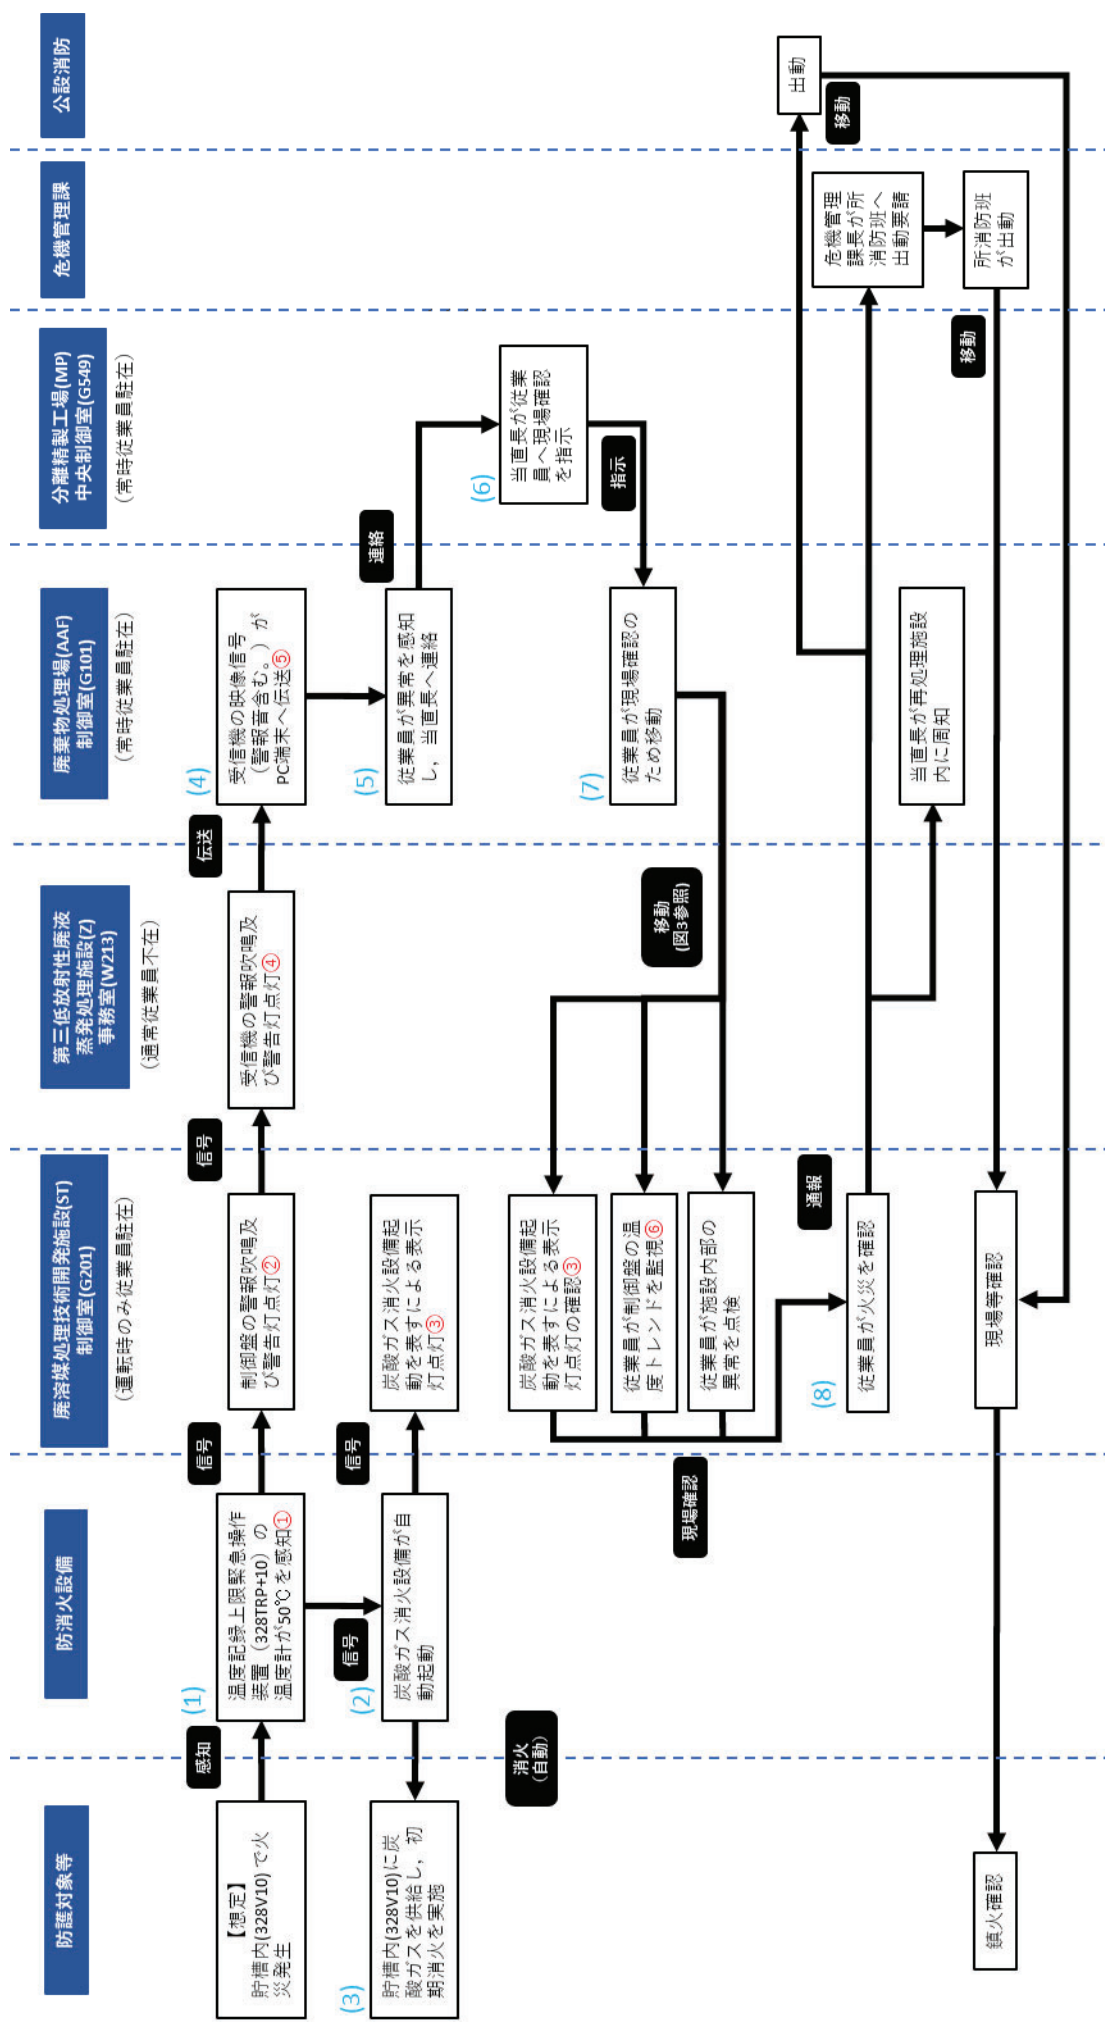 防護対象等
防消火設備
廃溶媒処理技術開発施設(ST)
制御室(G201)
（運転時のみ従業員駐在）
第三低放射性廃液
蒸発処理施設(Z)
事務室(W213)
（通常従業員不在）
廃棄物処理場(AAF)
制御室(G101)
（常時従業員駐在）
分離精製工場(MP)
中央制御室(G549)
（常時従業員駐在）
危機管理課
公設消防
【想定】
貯槽内(328V10)で火
災発生
感知
(1)
温度記録上限緊急操作
装置（328TRP+10）の
温度計が50℃を感知①
信号
制御盤の警報吹鳴及
び警告灯点灯②
信号
受信機の警報吹鳴及
び警告灯点灯④
伝送
(4)
受信機の映像信号
（警報音含む。）が
PC端末へ伝送⑤
(3)
貯槽内(328V10)に炭
酸ガスを供給し，初
期消火を実施
信号
(2)
炭酸ガス消火設備が自
動起動
信号
炭酸ガス消火設備起
動を表すによる表示
灯点灯③
(5)
従業員が異常を感知
し，当直長へ連絡
連絡
(6)
当直長が従業
員へ現場確認
を指示
消火
（自動）
炭酸ガス消火設備起
動を表すによる表示
灯点灯の確認③
従業員が制御盤の温
度トレンドを監視⑥
従業員が施設内部の
異常を点検
移動
(図3参照)
(7)
従業員が現場確認の
ため移動
指示
現場確認
(8)
従業員が火災を確認
通報
当直長が再処理施設
内に周知
危機管理
課長が所
消防班へ
出動要請
出動
移動
所消防班
が出動
移動
現場等確認
鎮火確認